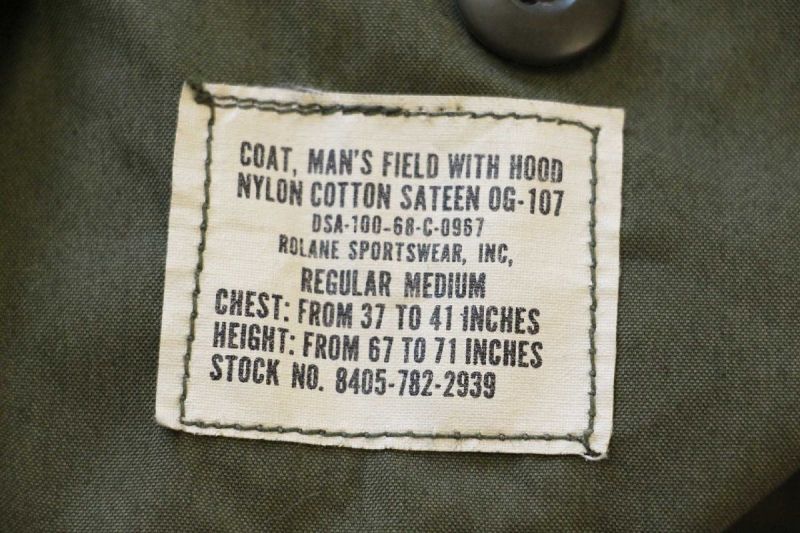 COAT, MAN'S FIELD WITH HOOD
NYLON COTTON SATEEN OG-107
DSA-100-68-C-0967
ROLANE SPORTSWEAR, INC,
REGULAR MEDIUM
CHEST: FROM 37 TO 41 INCHES
HEIGHT: FROM 67 TO 71 INCHES
STOCK NO. 8405-782-2939